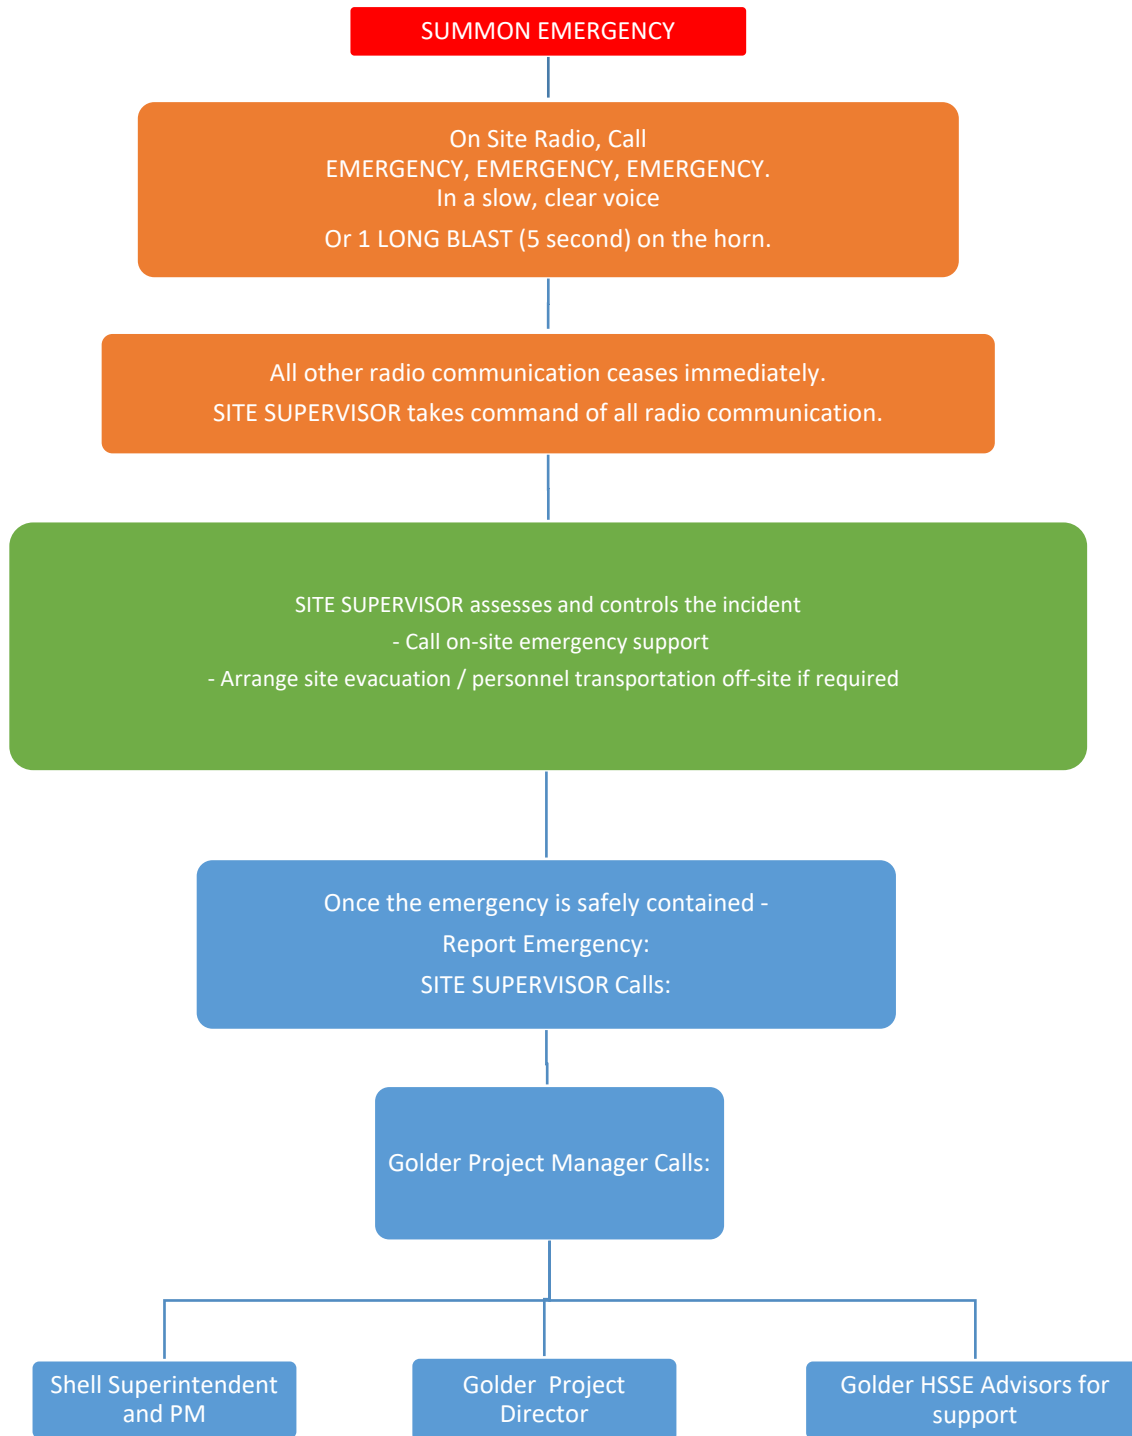 SUMMON EMERGENCY
On Site Radio, Call
EMERGENCY, EMERGENCY, EMERGENCY.
In a slow, clear voice
Or 1 LONG BLAST (5 second) on the horn.
All other radio communication ceases immediately.
SITE SUPERVISOR takes command of all radio communication.
SITE SUPERVISOR assesses and controls the incident
- Call on-site emergency support
- Arrange site evacuation / personnel transportation off-site if required
Once the emergency is safely contained -
Report Emergency:
SITE SUPERVISOR Calls:
Golder Project Manager Calls:
Shell Superintendent
and PM
Golder Project
Director
Golder HSSE Advisors for
support